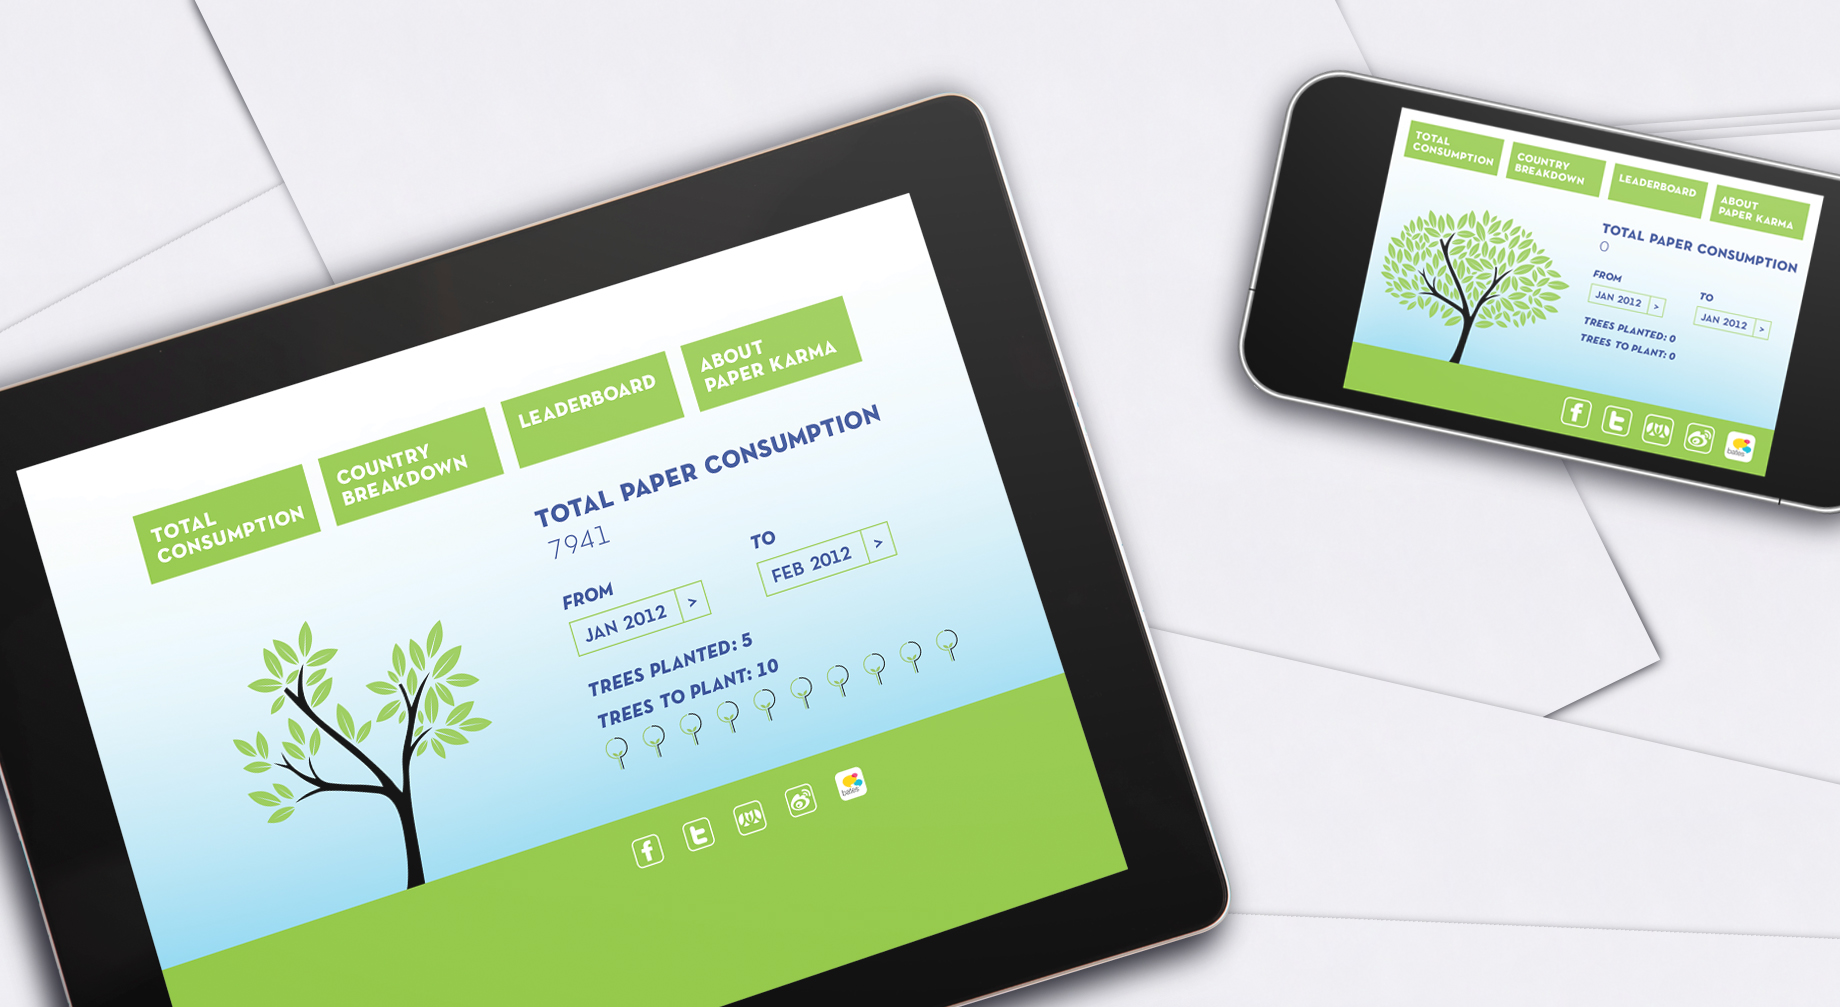 TOTAL
CONSUMPTION
COUNTRY
BREAKDOWN
LEADERBOARD
ABOUT
PAPER KARMA
TOTAL PAPER CONSUMPTION
7941
FROM
JAN 2012 >
TO
FEB 2012 >
TREES PLANTED: 5
TREES TO PLANT: 10
f
t
bates
TOTAL
CONSUMPTION
COUNTRY
BREAKDOWN
LEADERBOARD
ABOUT
PAPER KARMA
TOTAL PAPER CONSUMPTION
0
FROM
JAN 2012 >
TO
JAN 2012 >
TREES PLANTED: 0
TREES TO PLANT: 0
f
t
bates